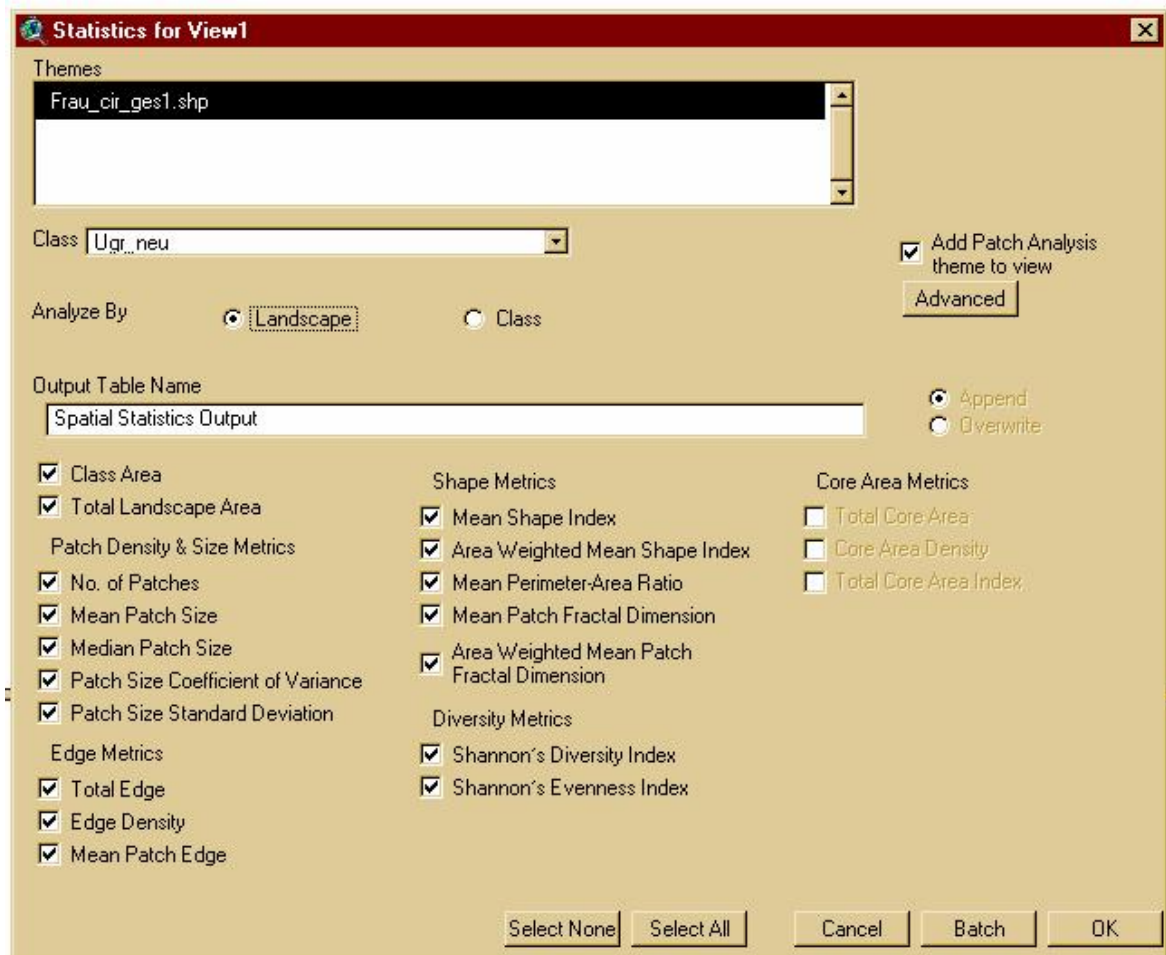 Statistics for View1
Themes
Frau_cir_ges1.shp
Class Ugr_neu
Add Patch Analysis
theme to view
Advanced
Analyze By Landscape Class
Output Table Name
Spatial Statistics Output
Append
Overwrite
Class Area
Total Landscape Area
Patch Density & Size Metrics
No. of Patches
Mean Patch Size
Median Patch Size
Patch Size Coefficient of Variance
Patch Size Standard Deviation
Edge Metrics
Total Edge
Edge Density
Mean Patch Edge
Shape Metrics
Mean Shape Index
Area Weighted Mean Shape Index
Mean Perimeter-Area Ratio
Mean Patch Fractal Dimension
Area Weighted Mean Patch
Fractal Dimension
Diversity Metrics
Shannon´s Diversity Index
Shannon´s Evenness Index
Core Area Metrics
Total Core Area
Core Area Density
Total Core Area Index
Select None Select All Cancel Batch OK